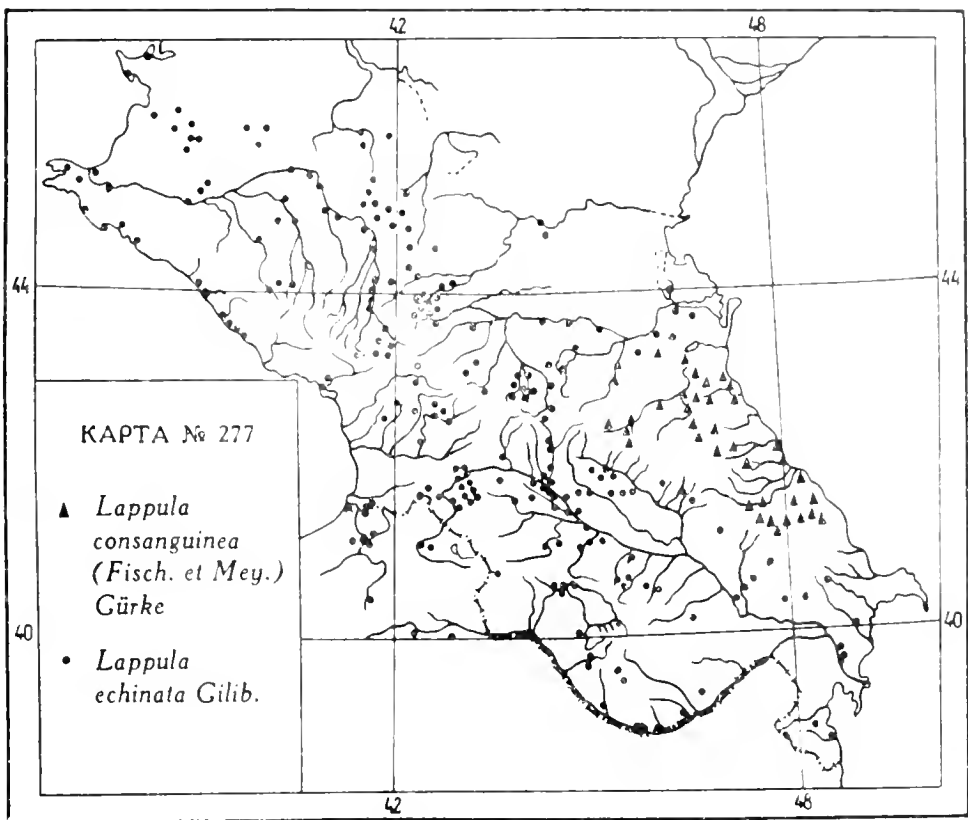 42 48
44 44
КАРТА № 277
▲ Lappula
consanguinea
(Fisch. et Mey.)
Gürke
40 40
• Lappula
echinata Gilib.
42 48